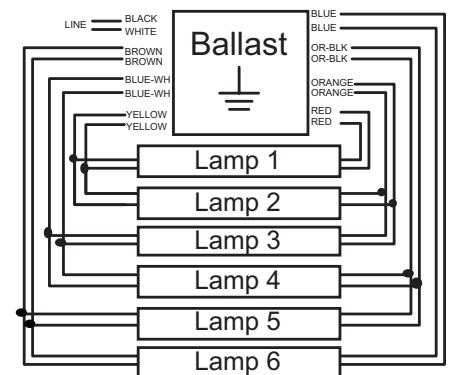 LINE
BLACK
WHITE
BROWN
BROWN
BLUE-WH
BLUE-WH
YELLOW
YELLOW
Ballast
BLUE
BLUE
OR-BLK
OR-BLK
ORANGE
ORANGE
RED
RED
Lamp 1
Lamp 2
Lamp 3
Lamp 4
Lamp 5
Lamp 6